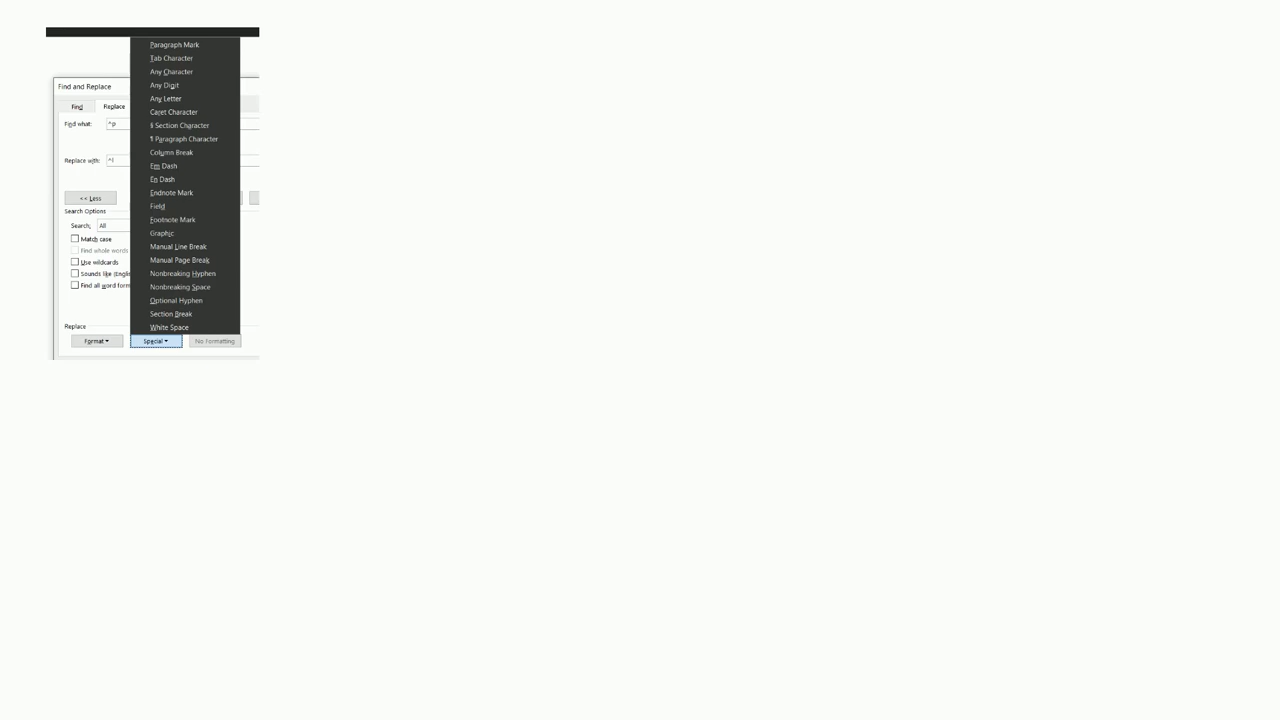 Paragraph Mark
Tab Character
Any Character
Any Digit
Any Letter
Caret Character
§ Section Character
¶ Paragraph Character
Column Break
Em Dash
En Dash
Endnote Mark
Field
Footnote Mark
Graphic
Manual Line Break
Manual Page Break
Nonbreaking Hyphen
Nonbreaking Space
Optional Hyphen
Section Break
White Space
Find and Replace
Find Replace
Find what: ^p
Replace with: ^l
<< Less
Search Options
Search: All
Match case
Find whole words
Use wildcards
Sounds like (Englis
Find all word form
Replace
Format Special No Formatting